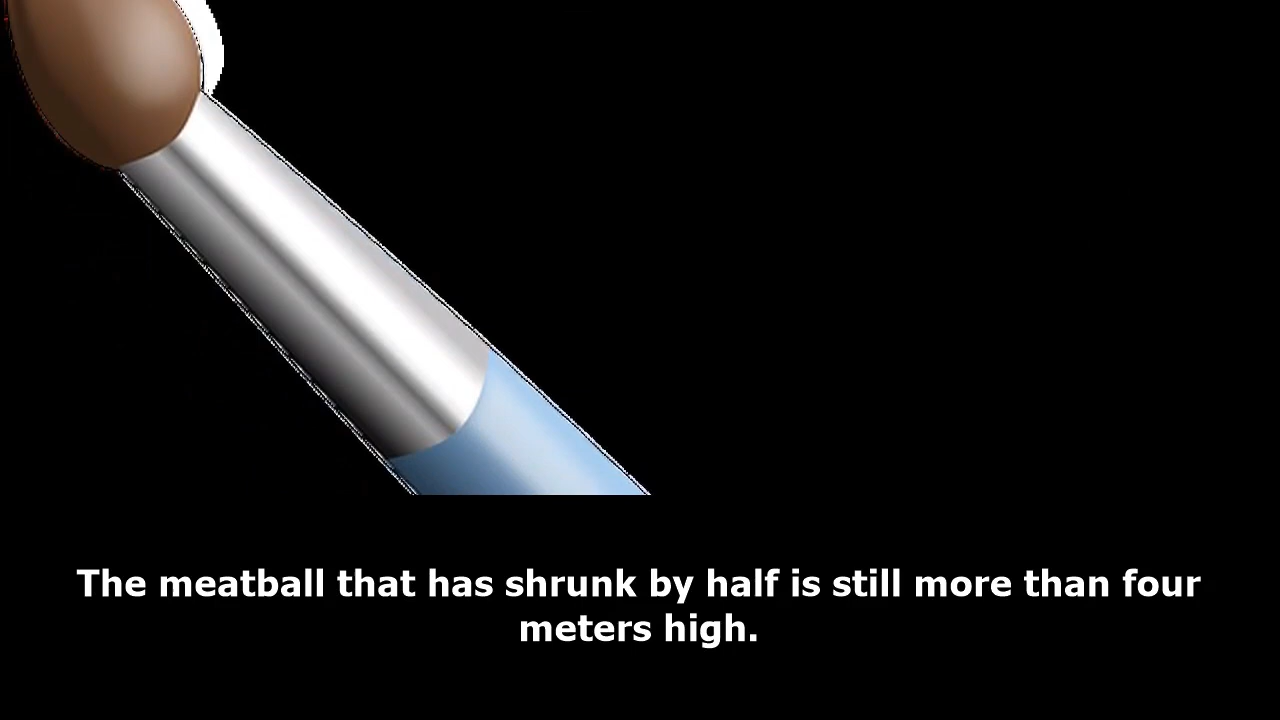 The meatball that has shrunk by half is still more than four
meters high.